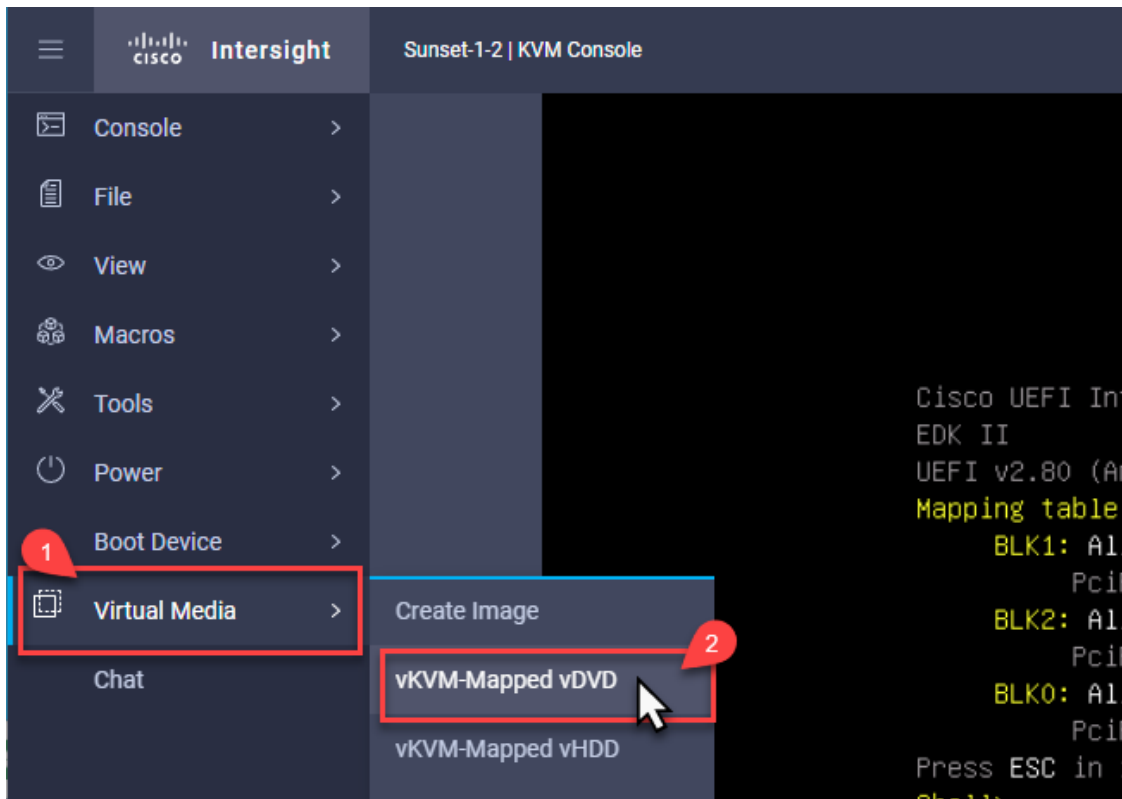 cisco Intersight
Sunset-1-2 | KVM Console
Console
File
View
Macros
Tools
Power
Boot Device
1
Virtual Media
Chat
Create Image
2
vKVM-Mapped vDVD
vKVM-Mapped vHDD
Cisco UEFI
EDK II
UEFI v2.80
Mapping table
BLK1:
BLK2:
BLK0:
Press ESC in